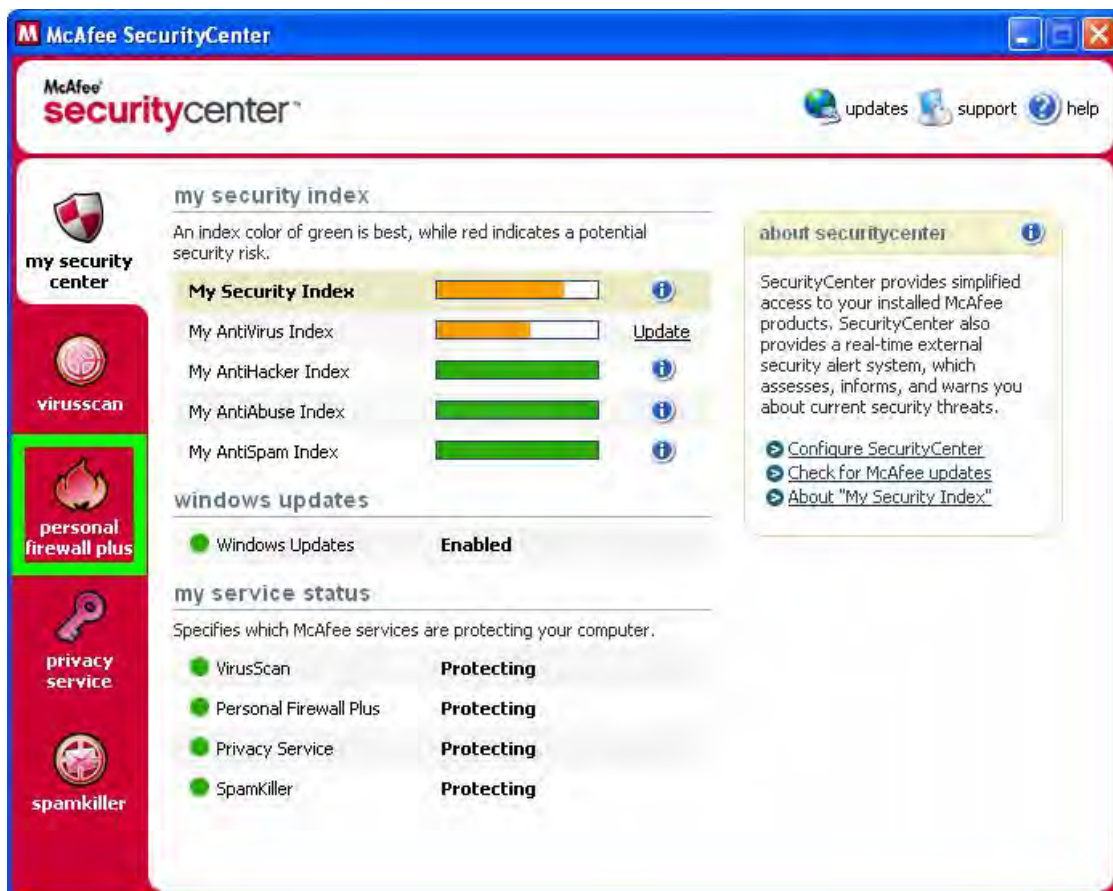 McAfee SecurityCenter
McAfee
securitycenter™
updates
support
help
my security
center
virusscan
personal
firewall plus
privacy
service
spamkiller
my security index
An index color of green is best, while red indicates a potential
security risk.
My Security Index
My AntiVirus Index
Update
My AntiHacker Index
My AntiAbuse Index
My AntiSpam Index
windows updates
Windows Updates
Enabled
my service status
Specifies which McAfee services are protecting your computer.
VirusScan
Protecting
Personal Firewall Plus
Protecting
Privacy Service
Protecting
SpamKiller
Protecting
about securitycenter
SecurityCenter provides simplified
access to your installed McAfee
products. SecurityCenter also
provides a real-time external
security alert system, which
assesses, informs, and warns you
about current security threats.
Configure SecurityCenter
Check for McAfee updates
About "My Security Index"